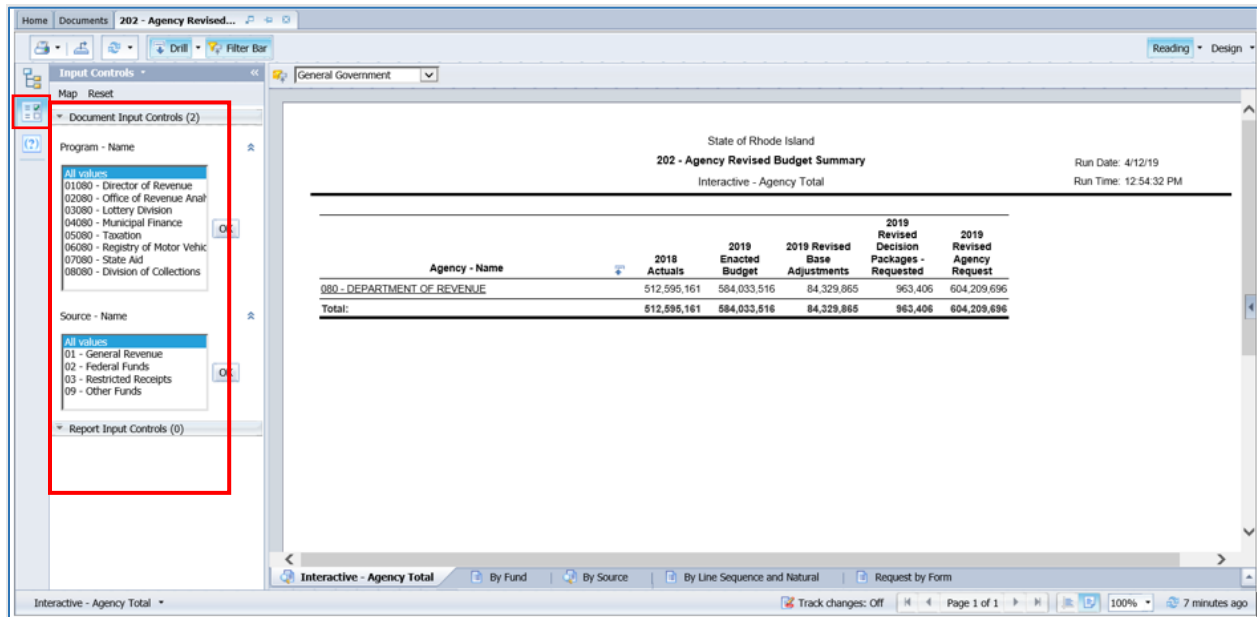 Home Documents 202 - Agency Revised...
Drill Filter Bar Reading Design
Input Controls «
General Government
Map Reset
Document Input Controls (2)
Program - Name
All values
01080 - Director of Revenue
02080 - Office of Revenue Anal
03080 - Lottery Division
04080 - Municipal Finance
05080 - Taxation
06080 - Registry of Motor Vehic
07080 - State Aid
08080 - Division of Collections
OK
Source - Name
All values
01 - General Revenue
02 - Federal Funds
03 - Restricted Receipts
09 - Other Funds
OK
Report Input Controls (0)
(?)
State of Rhode Island
202 - Agency Revised Budget Summary
Interactive - Agency Total
Run Date: 4/12/19
Run Time: 12:54:32 PM
Agency - Name
2018
Actuals
2019
Enacted
Budget
2019 Revised
Base
Adjustments
2019
Revised
Decision
Packages -
Requested
2019
Revised
Agency
Request
080 - DEPARTMENT OF REVENUE 512,595,161 584,033,516 84,329,865 963,406 604,209,696
Total: 512,595,161 584,033,516 84,329,865 963,406 604,209,696
Interactive - Agency Total By Fund By Source By Line Sequence and Natural Request by Form
Interactive - Agency Total Track changes: Off Page 1 of 1 100% 7 minutes ago